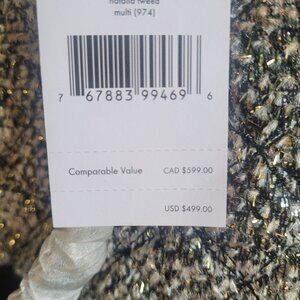 natalia tweed
multi (974)
7 67883 99469 6
Comparable Value CAD $599.00
USD $499.00